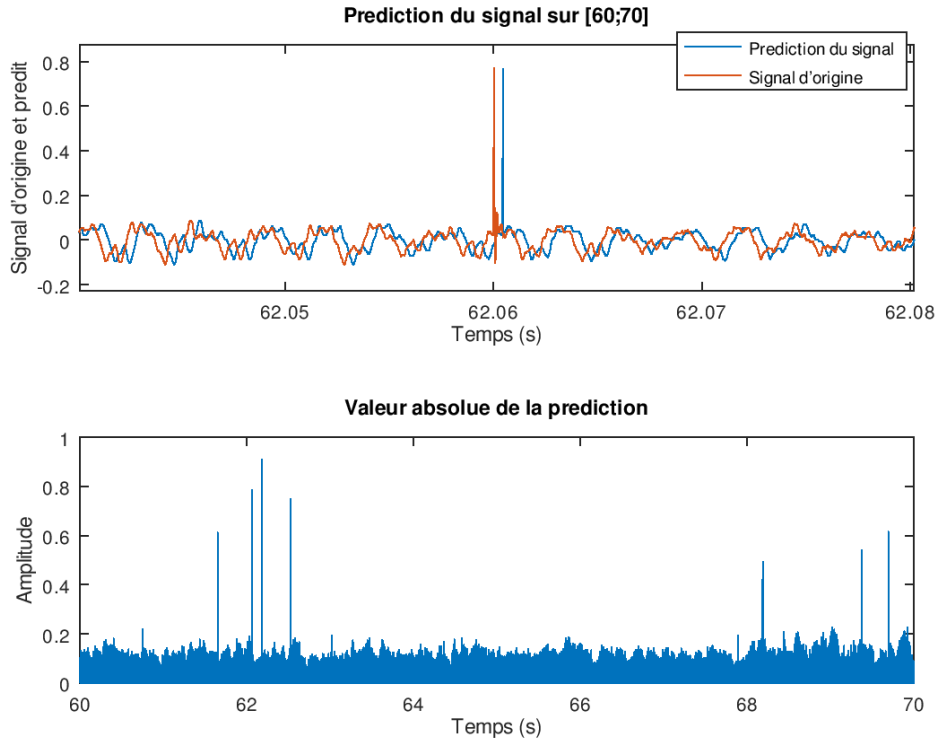 Prediction du signal sur [60;70]
Prediction du signal
Signal d'origine
Signal d'origine et predit
0.8
0.6
0.4
0.2
0
-0.2
62.05
62.06
62.07
62.08
Temps (s)
Valeur absolue de la prediction
Amplitude
1
0.8
0.6
0.4
0.2
0
60
62
64
66
68
70
Temps (s)